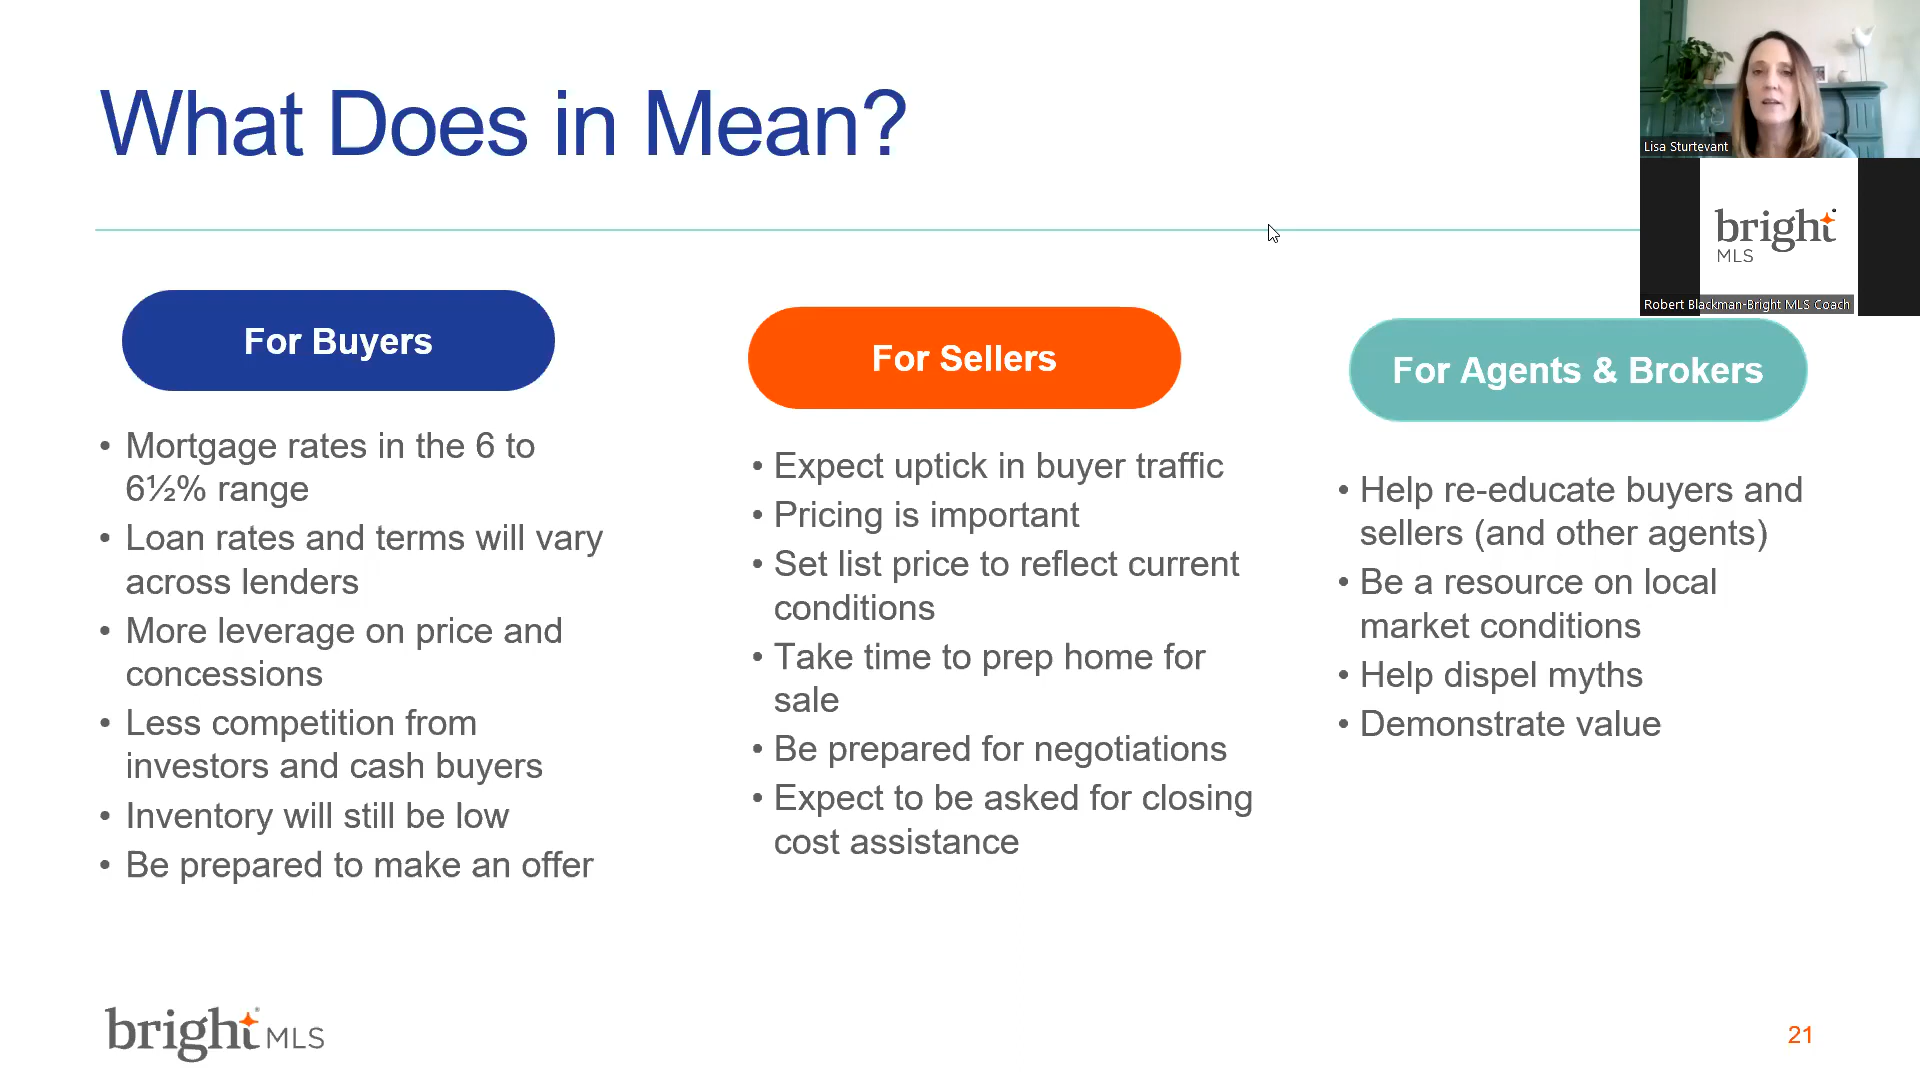 What Does in Mean?
Lisa Sturtevant
bright
MLS
Robert Blackman-Bright MLS Coach
For Buyers
• Mortgage rates in the 6 to
6½% range
• Loan rates and terms will vary
across lenders
• More leverage on price and
concessions
• Less competition from
investors and cash buyers
• Inventory will still be low
• Be prepared to make an offer
For Sellers
• Expect uptick in buyer traffic
• Pricing is important
• Set list price to reflect current
conditions
• Take time to prep home for
sale
• Be prepared for negotiations
• Expect to be asked for closing
cost assistance
For Agents & Brokers
• Help re-educate buyers and
sellers (and other agents)
• Be a resource on local
market conditions
• Help dispel myths
• Demonstrate value
bright MLS
21